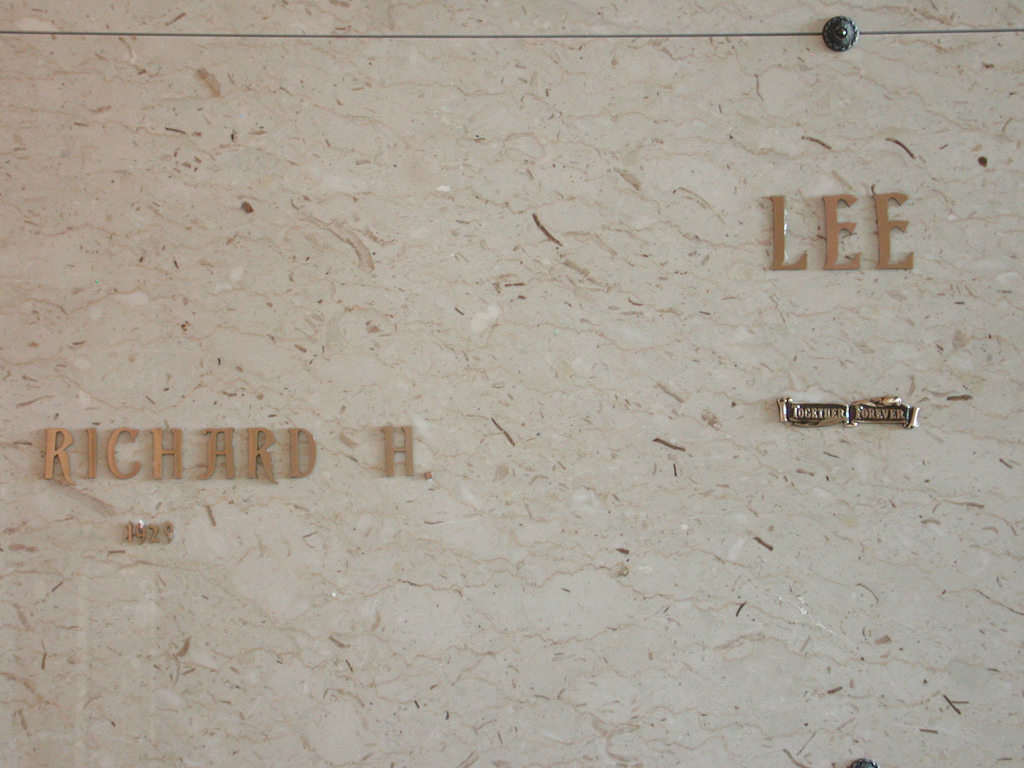 LEE
TOGETHER FOREVER
RICHARD H.
1929